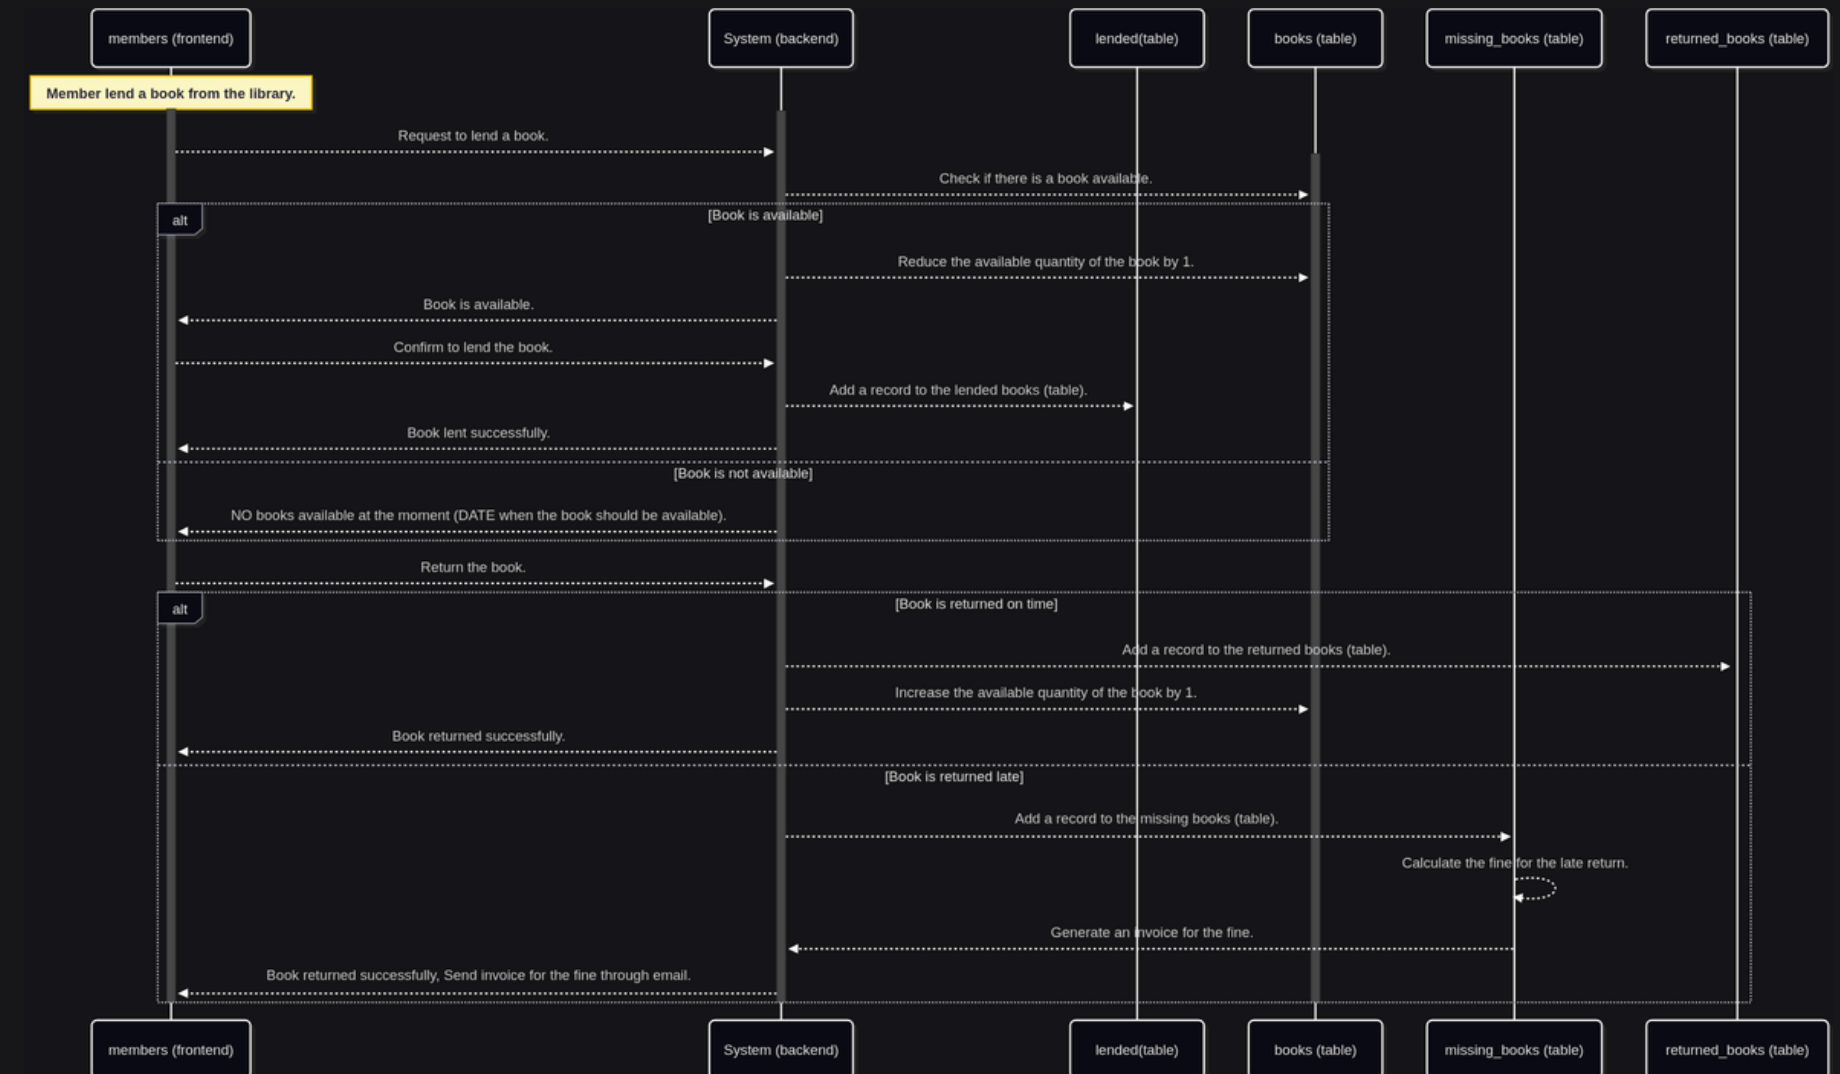 members (frontend)
System (backend)
lended(table)
books (table)
missing_books (table)
returned_books (table)
Member lend a book from the library.
Request to lend a book.
Check if there is a book available.
alt
[Book is available]
Reduce the available quantity of the book by 1.
Book is available.
Confirm to lend the book.
Add a record to the lended books (table).
Book lent successfully.
[Book is not available]
NO books available at the moment (DATE when the book should be available).
Return the book.
alt
[Book is returned on time]
Add a record to the returned books (table).
Increase the available quantity of the book by 1.
Book returned successfully.
[Book is returned late]
Add a record to the missing books (table).
Calculate the fine for the late return.
Generate an invoice for the fine.
Book returned successfully, Send invoice for the fine through email.
members (frontend)
System (backend)
lended(table)
books (table)
missing_books (table)
returned_books (table)